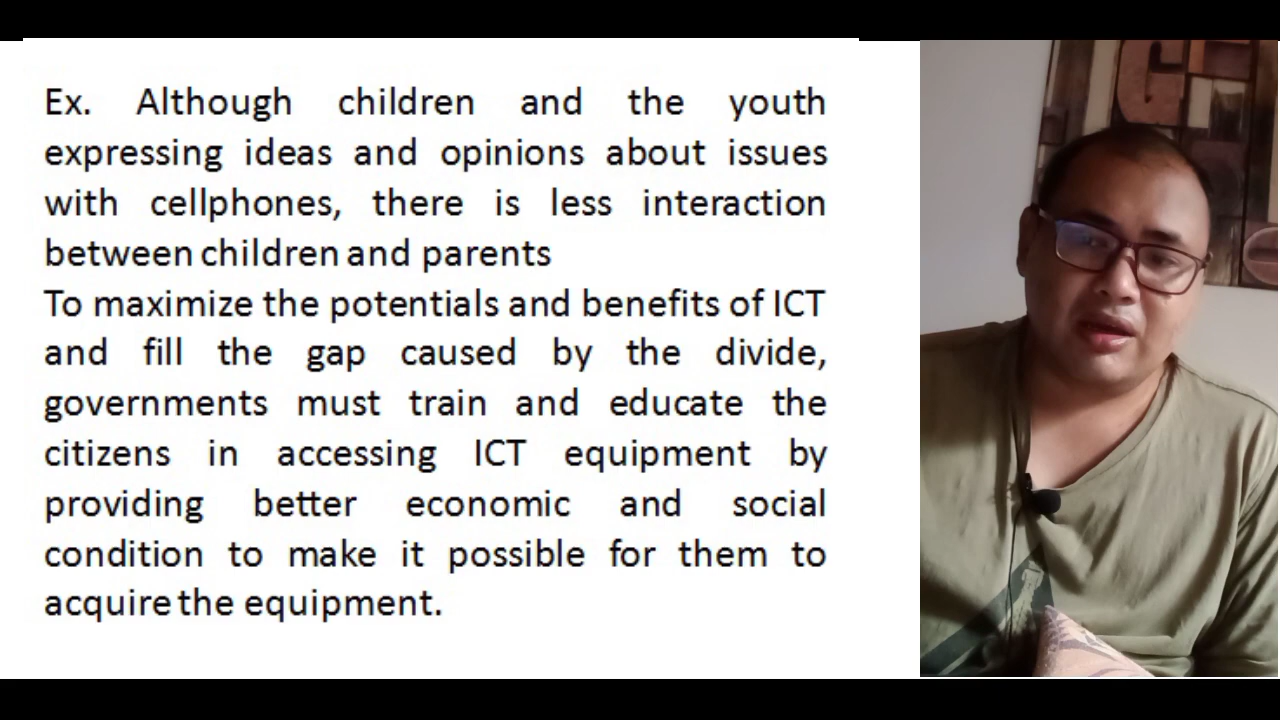 Ex. Although children and the youth
expressing ideas and opinions about issues
with cellphones, there is less interaction
between children and parents
To maximize the potentials and benefits of ICT
and fill the gap caused by the divide,
governments must train and educate the
citizens in accessing ICT equipment by
providing better economic and social
condition to make it possible for them to
acquire the equipment.